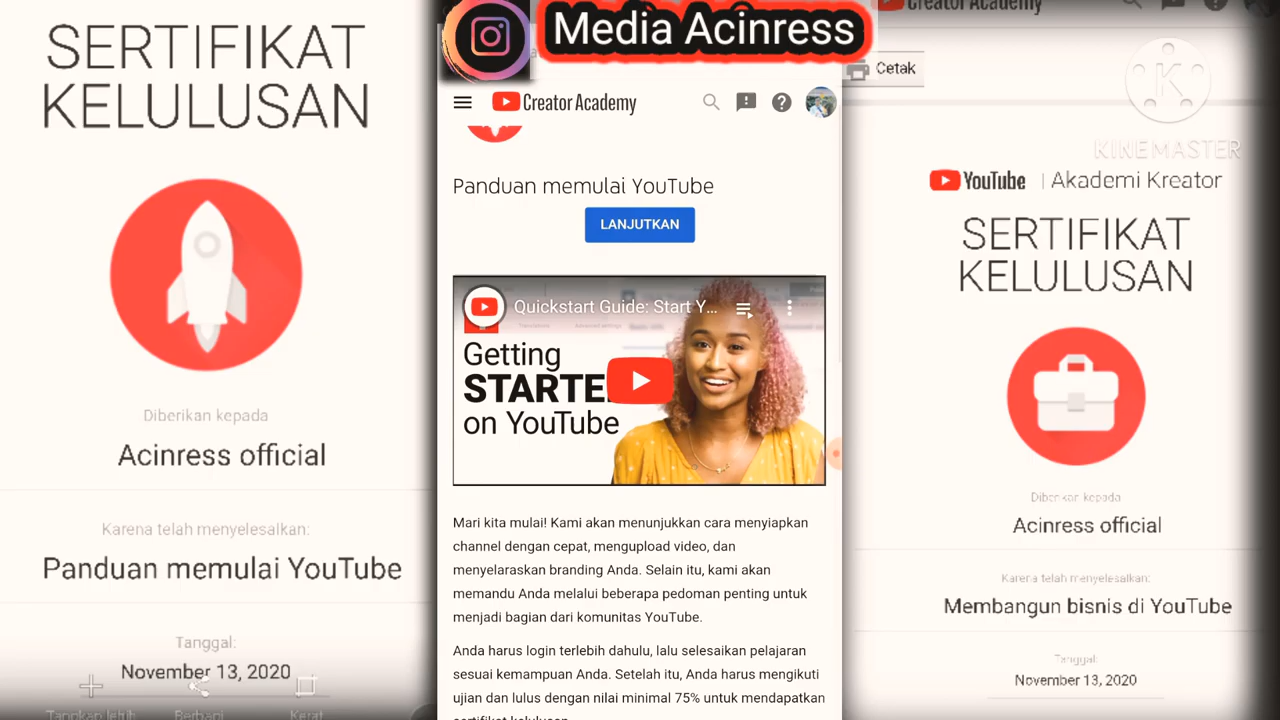 SERTIFIKAT
KELULUSAN
Diberikan kepada
Acinress official
Karena telah menyelesaikan:
Panduan memulai YouTube
Tanggal:
November 13, 2020
Berbagi
Media Acinress
Creator Academy
Panduan memulai YouTube
LANJUTKAN
Quickstart Guide: Start Y...
Getting
STARTE
on YouTube
Mari kita mulai! Kami akan menunjukkan cara menyiapkan
channel dengan cepat, mengupload video, dan
menyelaraskan branding Anda. Selain itu, kami akan
memandu Anda melalui beberapa pedoman penting untuk
menjadi bagian dari komunitas YouTube.
Anda harus login terlebih dahulu, lalu selesaikan pelajaran
sesuai kemampuan Anda. Setelah itu, Anda harus mengikuti
ujian dan lulus dengan nilai minimal 75% untuk mendapatkan
sertifikat kelulusan.
Creator Academy
Cetak
KINEMASTER
YouTube | Akademi Kreator
SERTIFIKAT
KELULUSAN
Diberikan kepada
Acinress official
Karena telah menyelesaikan:
Membangun bisnis di YouTube
Tanggal:
November 13, 2020